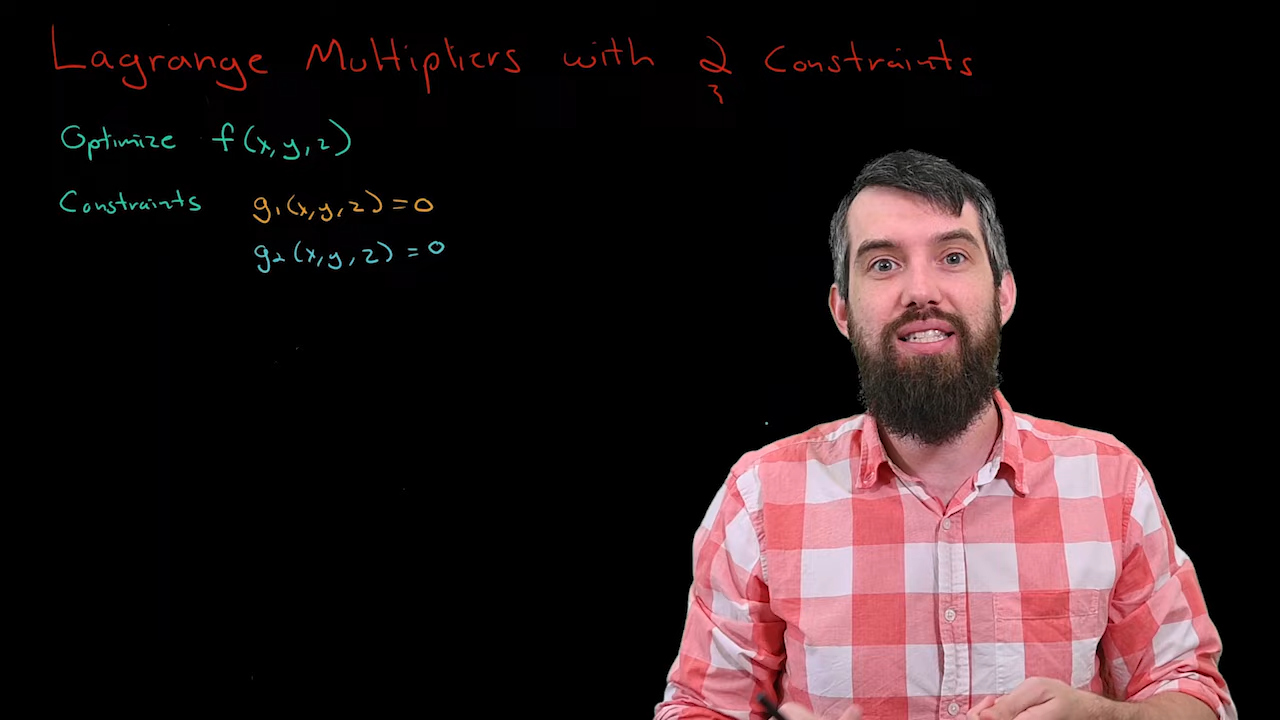 Lagrange Multipliers with 2 Constraints
Optimize f(x,y,z)
Constraints g₁(x,y,z)=0
g₂(x,y,z)=0